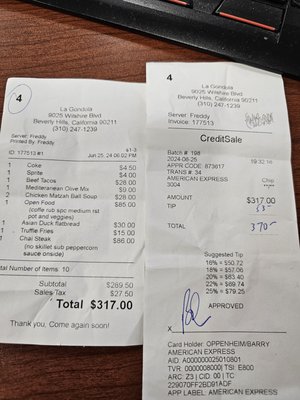 4
La Gondola
9025 Wilshire Blvd
Beverly Hills, California 90211
(310) 247-1239
Server: Freddy
Printed By: Freddy
s1-3
ID: 177513 #1 Jun 25, 24 06:02 PM
1 Coke $4.50
1 Sprite $4.00
1 Beef Tacos $28.00
1 Mediteranean Olive Mix $9.00
2 Chicken Matzah Ball Soup $28.00
1 Open Food $85.00
(coffe rub spc medium rst
pot and veggies)
1 Asian Duck flatbread $30.00
1 Truffle Fries $15.00
1 Chai Steak $86.00
(no skillet sub peppercorn
sauce onside)
Total Number of Items: 10
Subtotal $289.50
Sales Tax $27.50
Total $317.00
Thank you, Come again soon!
4
La Gondola
9025 Wilshire Blvd
Beverly Hills, California 90211
(310) 247-1239
Server: Freddy
Invoice: 177513
CreditSale
Batch #: 198
2024-06-25 19:32:16
APPR CODE: 873617
TRANS #: 34
AMERICAN EXPRESS Chip
3004
AMOUNT $317.00
TIP 53-
TOTAL 370-
Suggested Tip
16% = $50.72
18% = $57.06
20% = $63.40
22% = $69.74
25% = $79.25
APPROVED
X
Card Holder: OPPENHEIM/BARRY
AMERICAN EXPRESS
AID: A000000025010801
TVR: 0000008000| TSI: E800
ARC: Z3 | CID: 00 | TC:
229070FF2BD91ADF
APP LABEL: AMERICAN EXPRESS